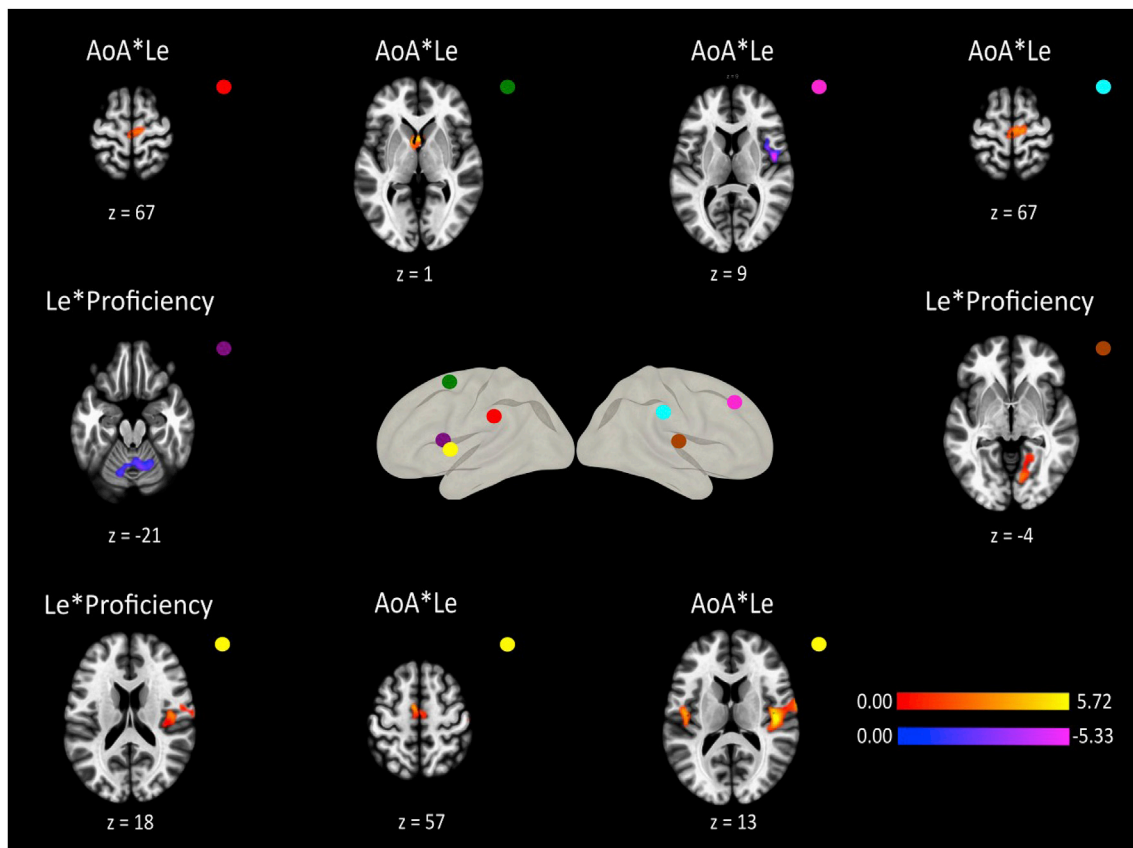 AoA*Le
AoA*Le
AoA*Le
AoA*Le
z = 9
z = 67
z = 1
z = 9
z = 67
Le*Proficiency
Le*Proficiency
z = -21
z = -4
Le*Proficiency
AoA*Le
AoA*Le
0.00 5.72
0.00 -5.33
z = 18
z = 57
z = 13